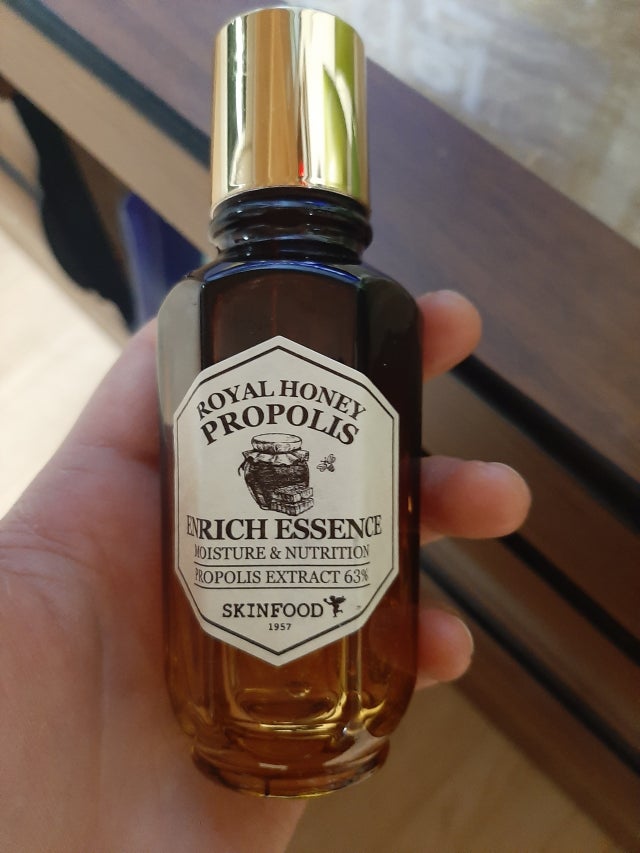 ROYAL HONEY
PROPOLIS
ENRICH ESSENCE
MOISTURE & NUTRITION
PROPOLIS EXTRACT 63%
SKINFOOD
1957